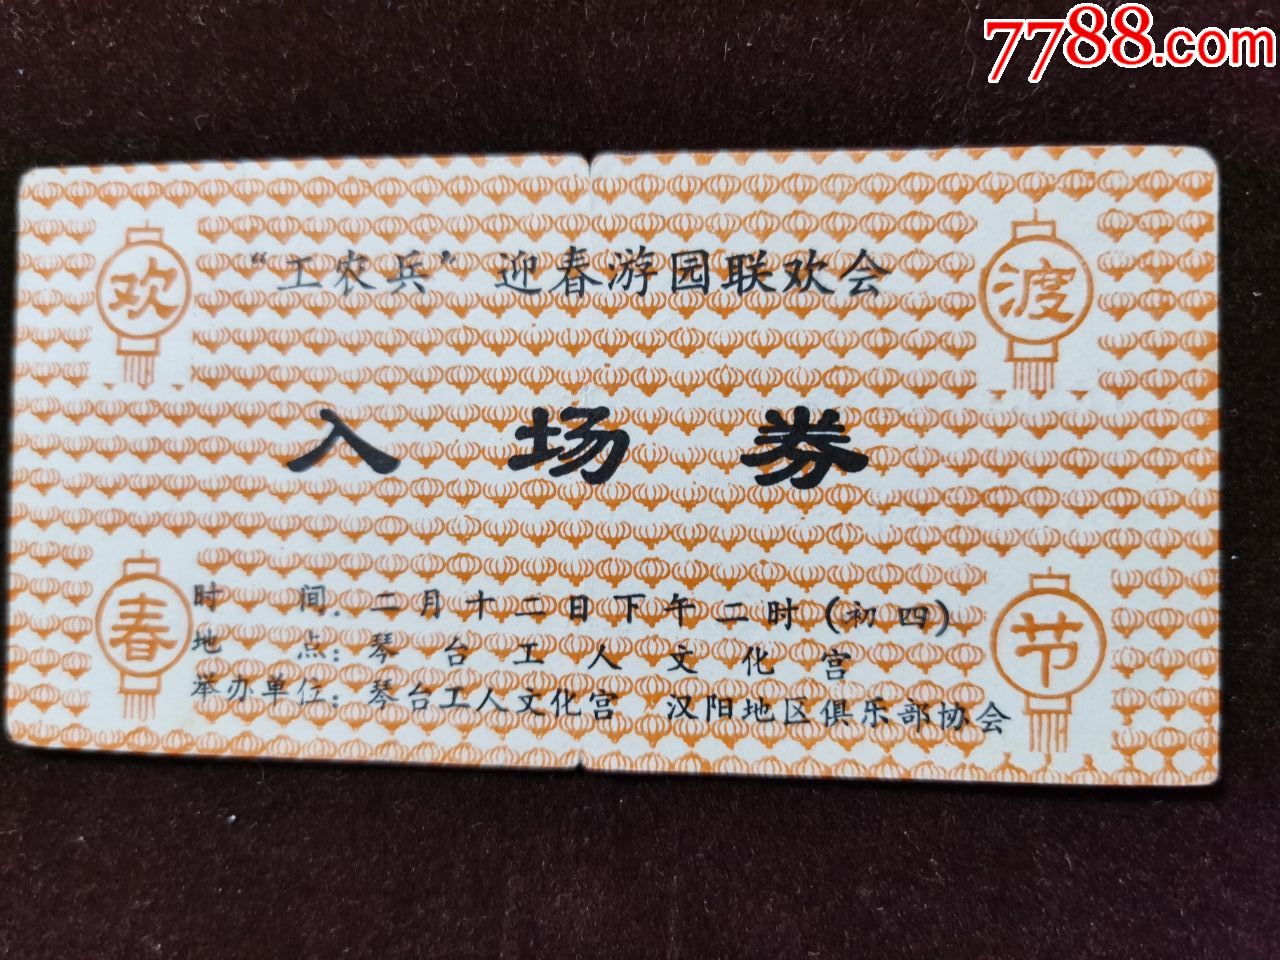 7788.com
欢 渡
“工农兵”迎春游园联欢会
入场券
春 节
时间：二月十二日下午二时（初四）
地点：琴台工人文化宫
举办单位：琴台工人文化宫 汉阳地区俱乐部协会